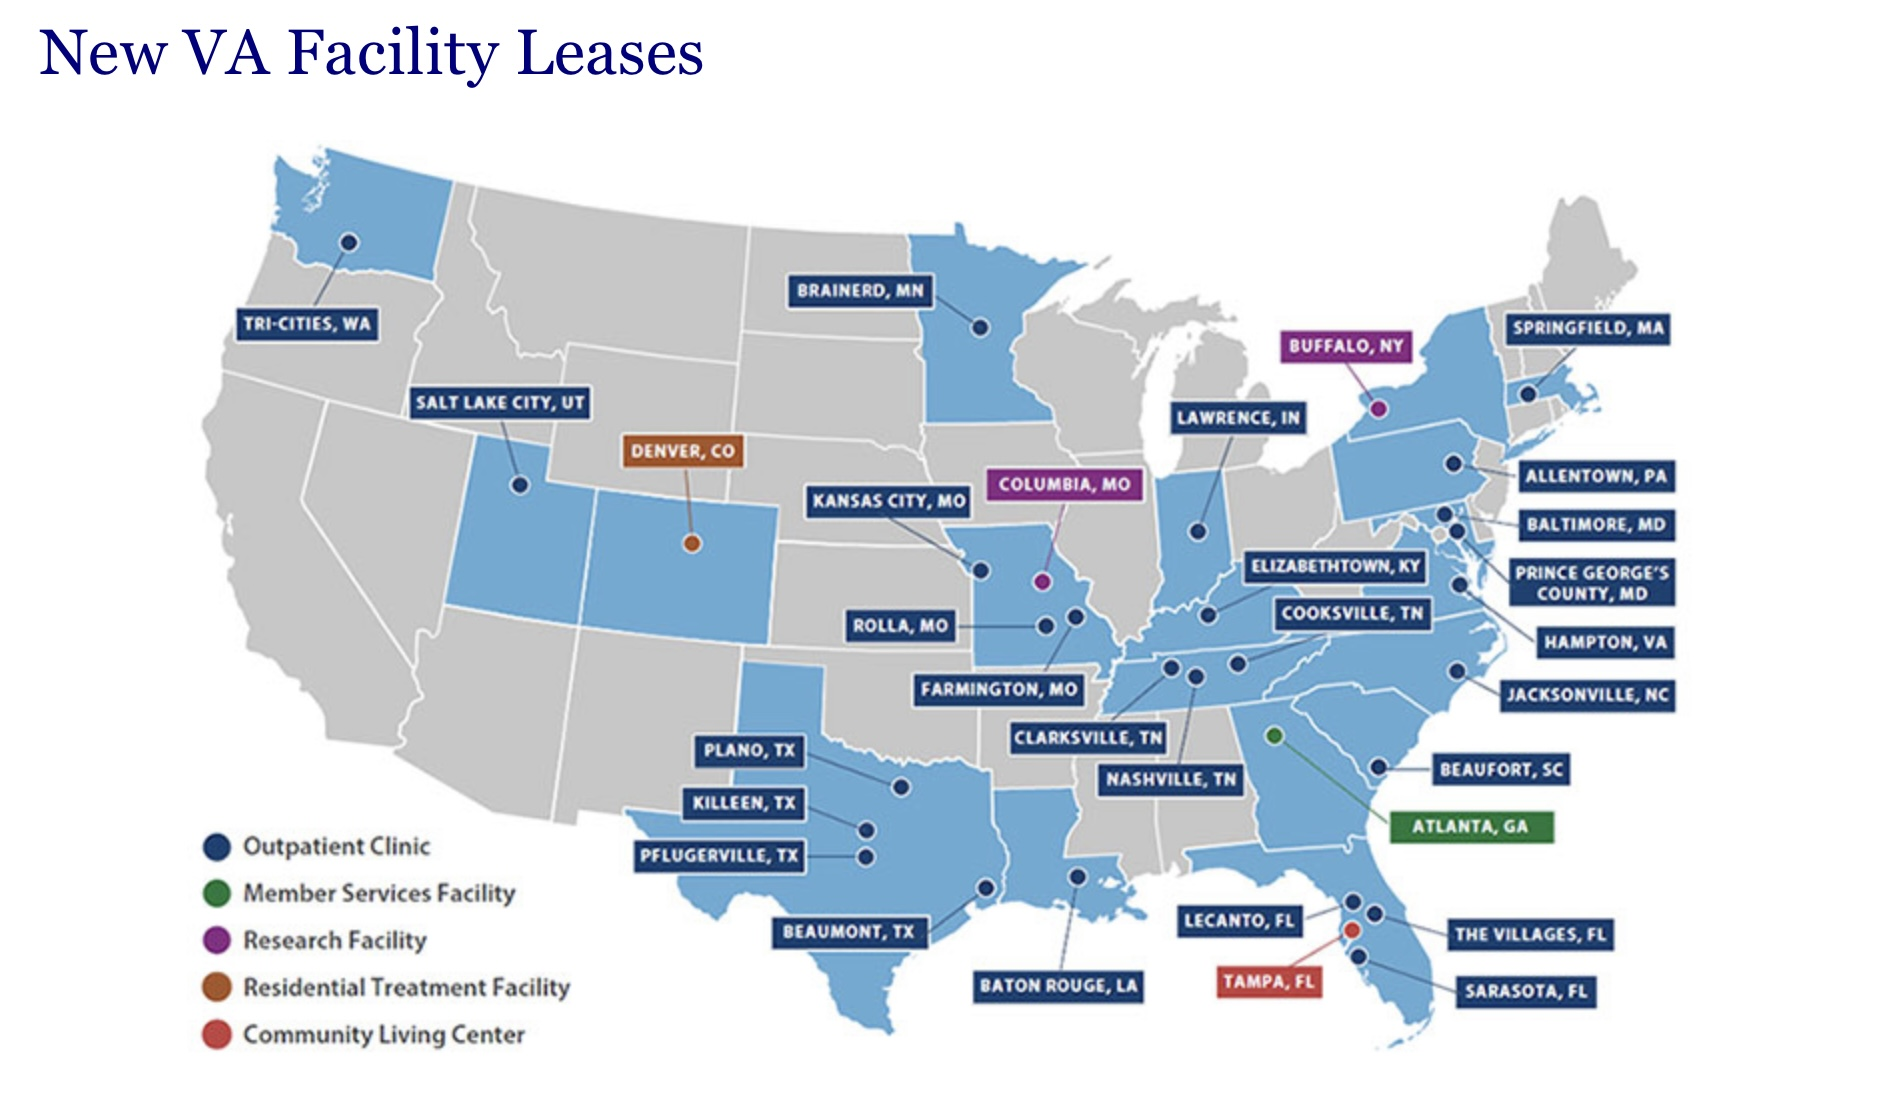 New VA Facility Leases
TRI-CITIES, WA
BRAINERD, MN
BUFFALO, NY
SPRINGFIELD, MA
SALT LAKE CITY, UT
LAWRENCE, IN
DENVER, CO
COLUMBIA, MO
ALLENTOWN, PA
KANSAS CITY, MO
BALTIMORE, MD
ELIZABETHTOWN, KY
PRINCE GEORGE'S
COUNTY, MD
COOKSVILLE, TN
ROLLA, MO
HAMPTON, VA
FARMINGTON, MO
JACKSONVILLE, NC
CLARKSVILLE, TN
PLANO, TX
NASHVILLE, TN
BEAUFORT, SC
KILLEEN, TX
ATLANTA, GA
PFLUGERVILLE, TX
LECANTO, FL
BEAUMONT, TX
THE VILLAGES, FL
TAMPA, FL
BATON ROUGE, LA
SARASOTA, FL
Outpatient Clinic
Member Services Facility
Research Facility
Residential Treatment Facility
Community Living Center